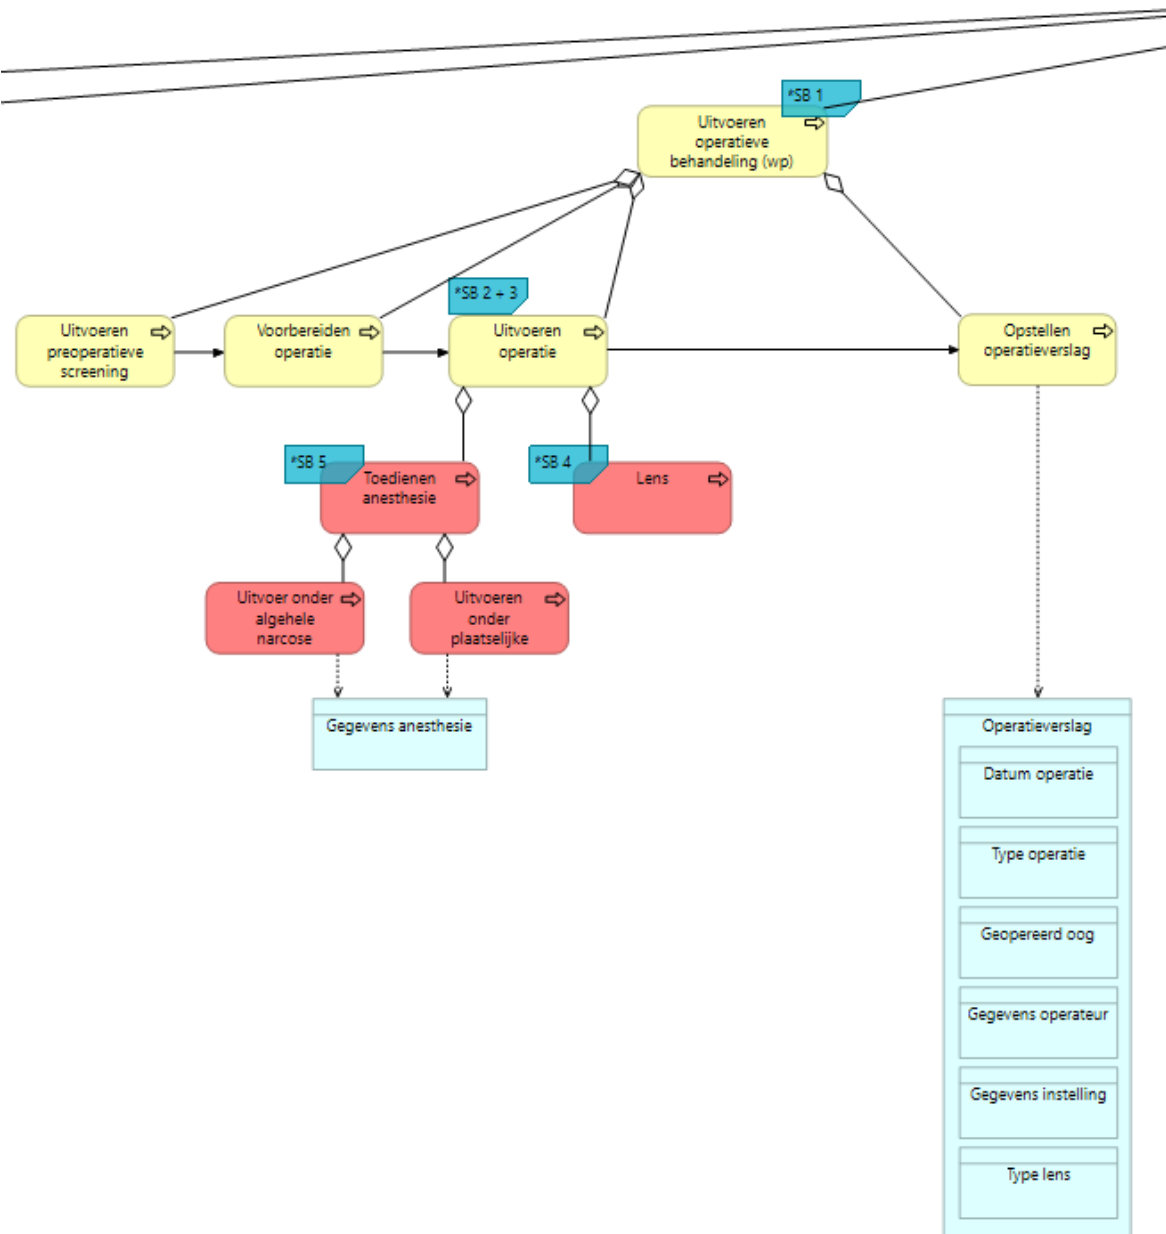 *SB 1
Uitvoeren
operatieve
behandeling (wp)
*SB 2 + 3
Uitvoeren
preoperatieve
screening
Voorbereiden
operatie
Uitvoeren
operatie
Opstellen
operatieverslag
*SB 5
Toedienen
anesthesie
*SB 4
Lens
Uitvoer onder
algehele
narcose
Uitvoeren
onder
plaatselijke
Gegevens anesthesie
Operatieverslag
Datum operatie
Type operatie
Geopereerd oog
Gegevens operateur
Gegevens instelling
Type lens